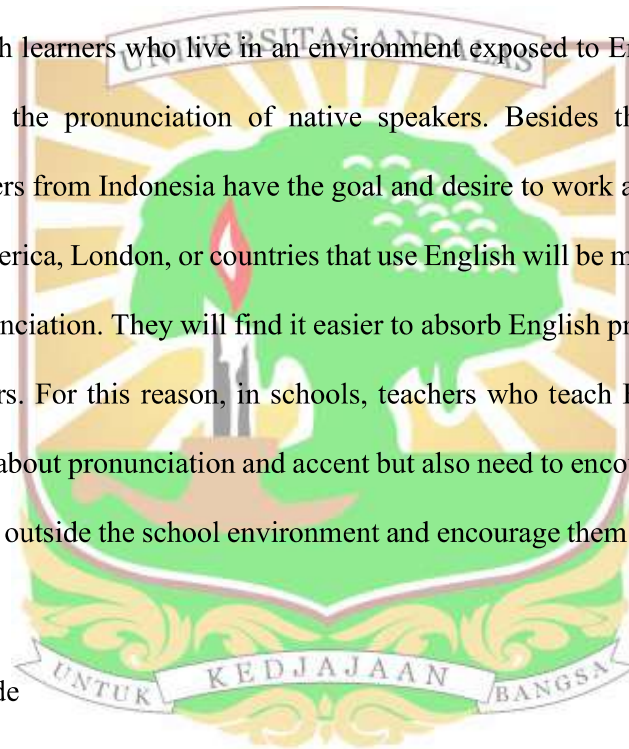 UNIVERSITAS ANDALAS
h learners who live in an environment exposed to En
the pronunciation of native speakers. Besides th
ers from Indonesia have the goal and desire to work a
erica, London, or countries that use English will be m
nciation. They will find it easier to absorb English pr
rs. For this reason, in schools, teachers who teach
about pronunciation and accent but also need to encou
outside the school environment and encourage them
UNTUK KEDJAJAAN BANGSA
de